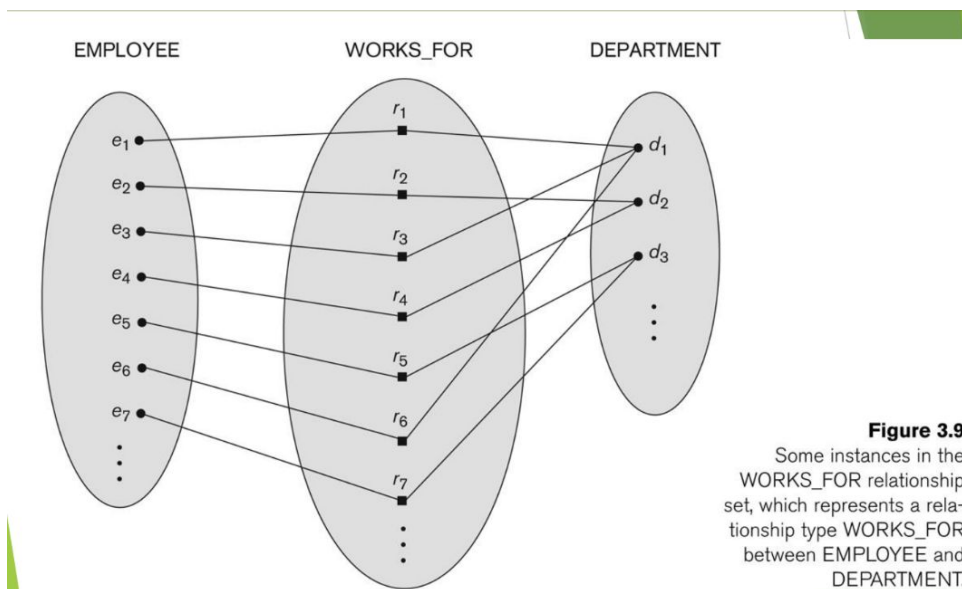 EMPLOYEE
WORKS_FOR
DEPARTMENT
e1
e2
e3
e4
e5
e6
e7
r1
r2
r3
r4
r5
r6
r7
d1
d2
d3
Figure 3.9
Some instances in the
WORKS_FOR relationship
set, which represents a rela-
tionship type WORKS_FOR
between EMPLOYEE and
DEPARTMENT.